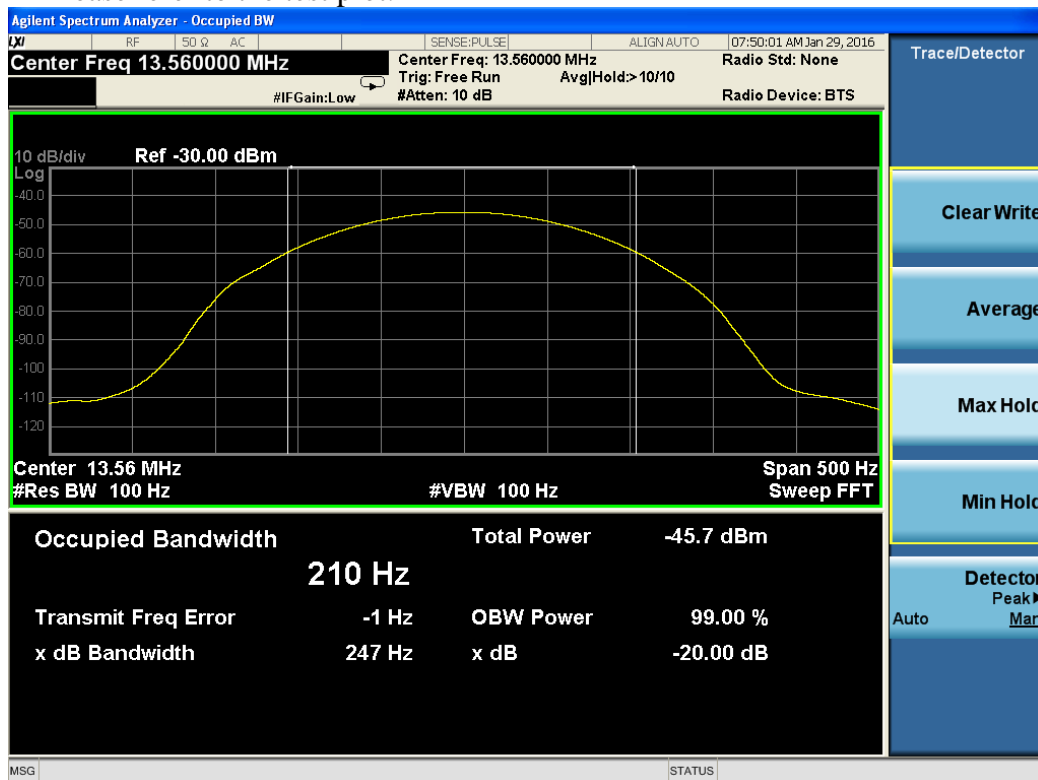 Agilent Spectrum Analyzer - Occupied BW
LXI RF 50 Ω AC SENSE:PULSE ALIGN AUTO 07:50:01 AM Jan 29, 2016
Center Freq 13.560000 MHz
Center Freq: 13.560000 MHz Radio Std: None
Trig: Free Run Avg|Hold:>10/10
#IFGain:Low #Atten: 10 dB Radio Device: BTS
10 dB/div Ref -30.00 dBm
Log
-40.0
-50.0
-60.0
-70.0
-80.0
-90.0
-100
-110
-120
Center 13.56 MHz Span 500 Hz
#Res BW 100 Hz #VBW 100 Hz Sweep FFT
Occupied Bandwidth Total Power -45.7 dBm
210 Hz
Transmit Freq Error -1 Hz OBW Power 99.00 %
x dB Bandwidth 247 Hz x dB -20.00 dB
MSG STATUS
Trace/Detector
Clear Write
Average
Max Hold
Min Hold
Detector
Peak
Auto Man